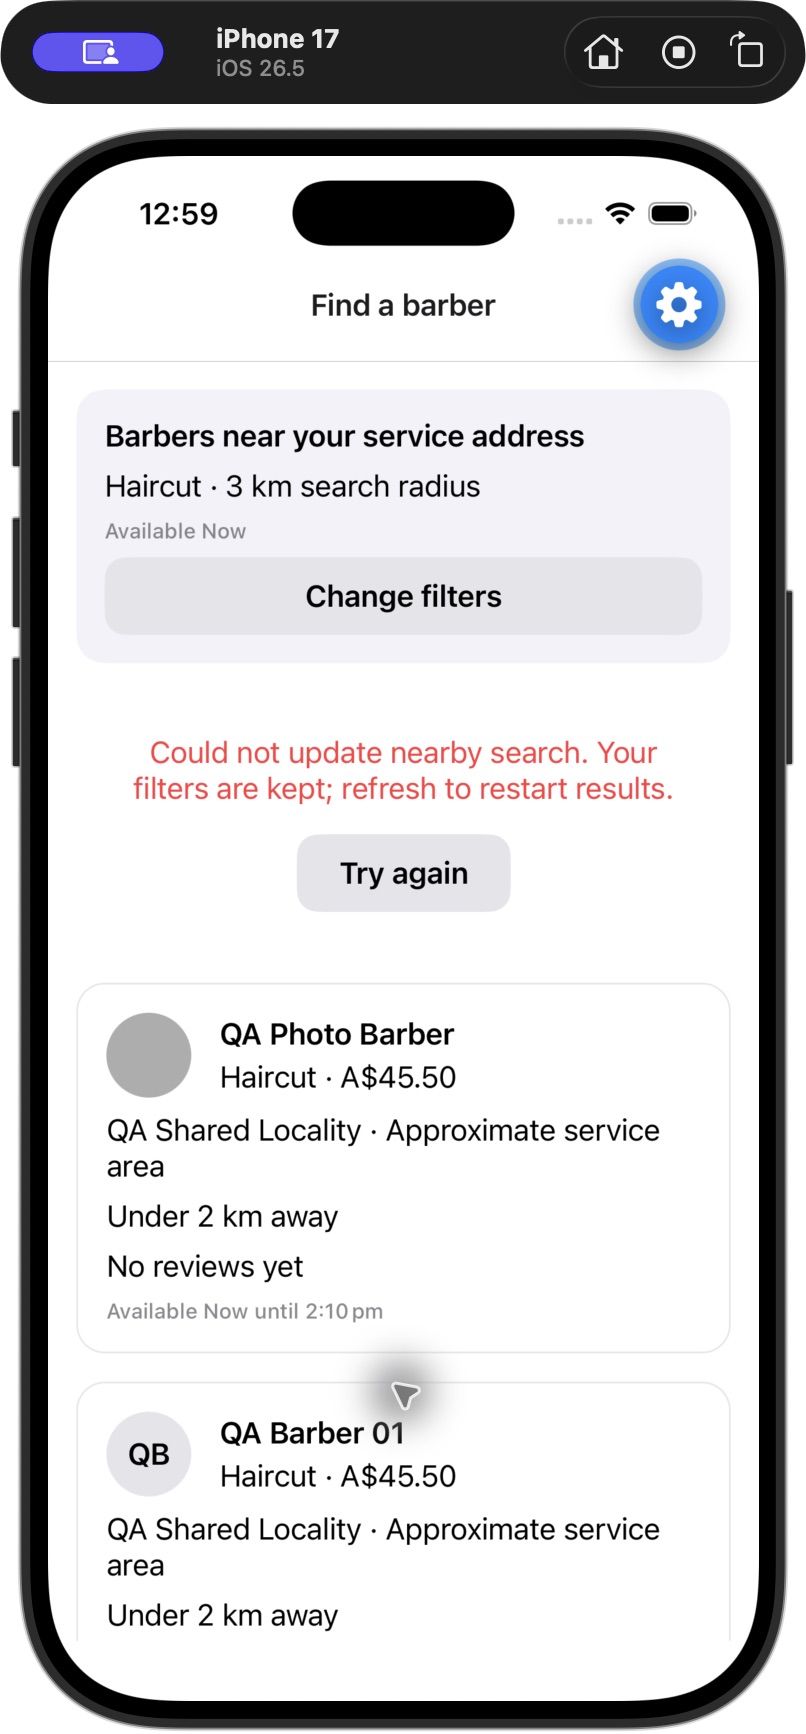 iPhone 17
iOS 26.5
12:59
Find a barber
Barbers near your service address
Haircut · 3 km search radius
Available Now
Change filters
Could not update nearby search. Your
filters are kept; refresh to restart results.
Try again
QA Photo Barber
Haircut · A$45.50
QA Shared Locality · Approximate service
area
Under 2 km away
No reviews yet
Available Now until 2:10 pm
QB
QA Barber 01
Haircut · A$45.50
QA Shared Locality · Approximate service
area
Under 2 km away